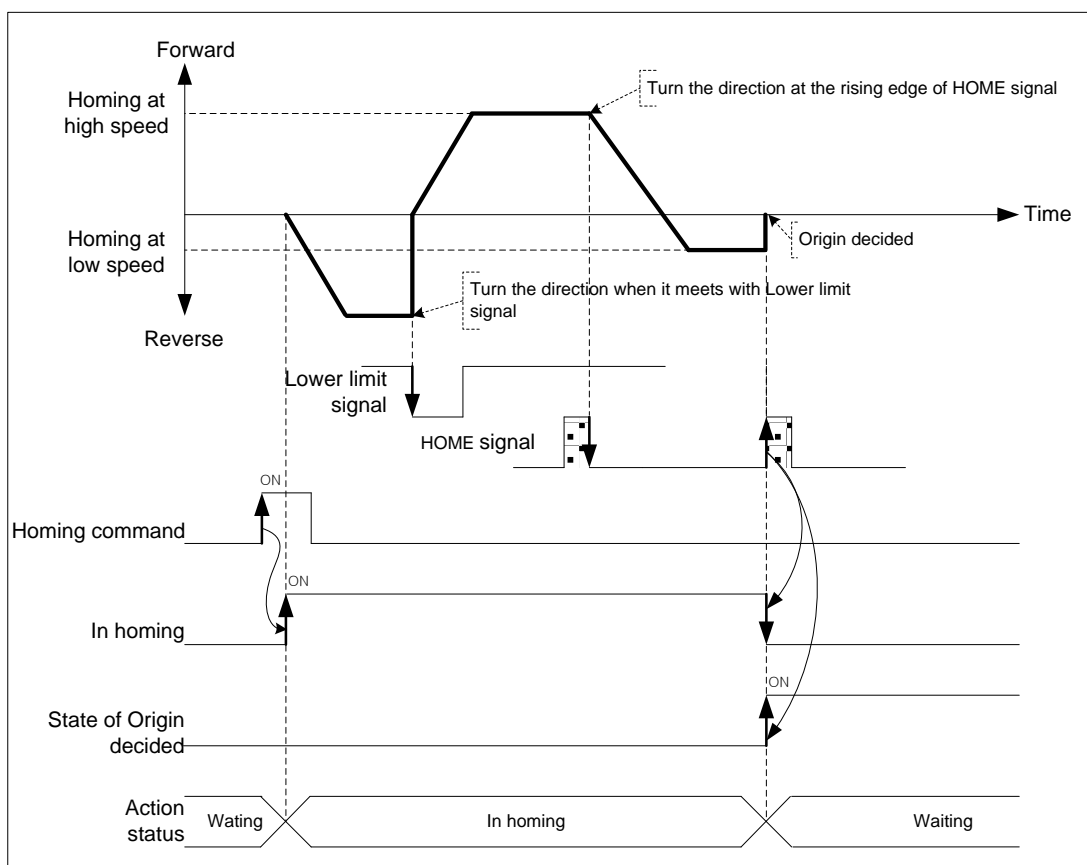 Forward
Homing at
high speed
Turn the direction at the rising edge of HOME signal
Time
Homing at
low speed
Origin decided
Turn the direction when it meets with Lower limit
signal
Reverse
Lower limit
signal
HOME signal
ON
Homing command
ON
In homing
ON
State of Origin
decided
Action
status
Wating
In homing
Waiting